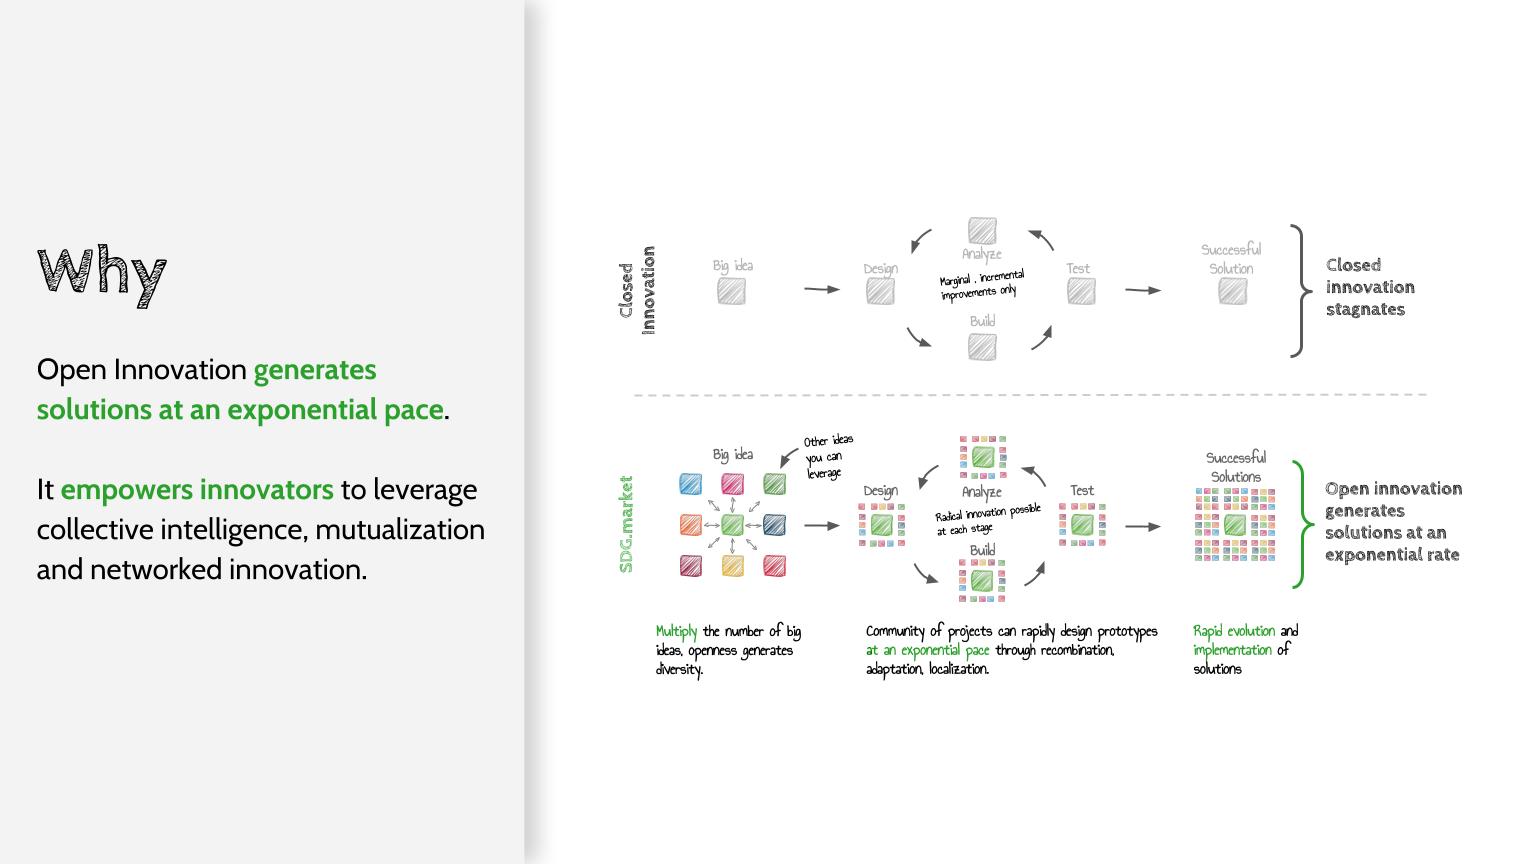 Why
Open Innovation generates
solutions at an exponential pace.
It empowers innovators to leverage
collective intelligence, mutualization
and networked innovation.
Closed
innovation
Big idea
Design
Analyze
Marginal , incremental
improvements only
Build
Test
Successful
Solution
Closed
innovation
stagnates
SDG.market
Big idea
Other ideas
you can
leverage
Design
Analyze
Radical innovation possible
at each stage
Build
Test
Successful
Solutions
Open innovation
generates
solutions at an
exponential rate
Multiply the number of big
ideas, openness generates
diversity.
Community of projects can rapidly design prototypes
at an exponential pace through recombination,
adaptation, localization.
Rapid evolution and
implementation of
solutions